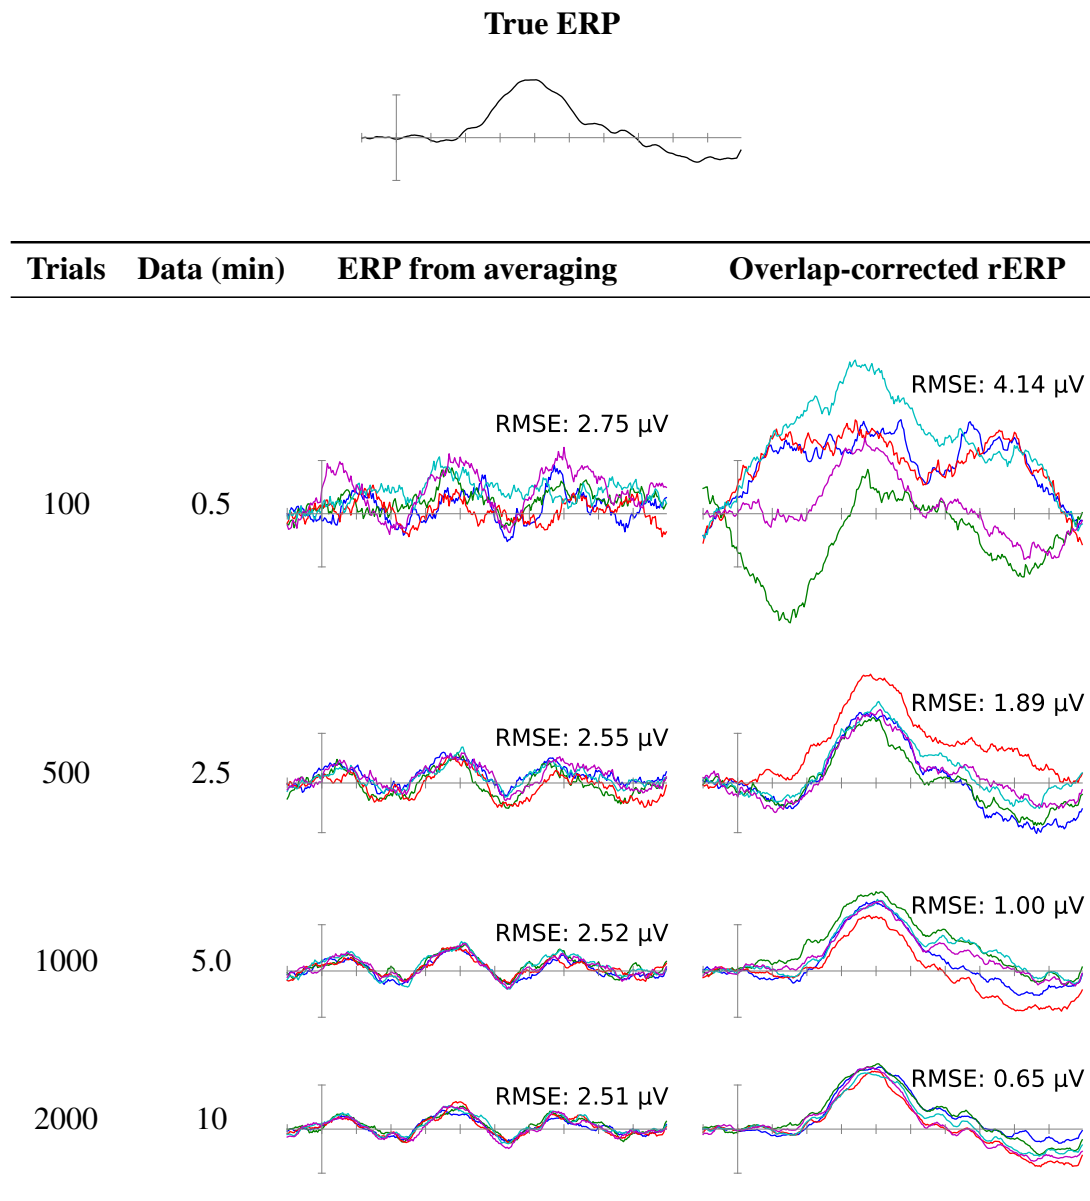 True ERP
Trials Data (min) ERP from averaging Overlap-corrected rERP
100 0.5 RMSE: 2.75 µV RMSE: 4.14 µV
500 2.5 RMSE: 2.55 µV RMSE: 1.89 µV
1000 5.0 RMSE: 2.52 µV RMSE: 1.00 µV
2000 10 RMSE: 2.51 µV RMSE: 0.65 µV